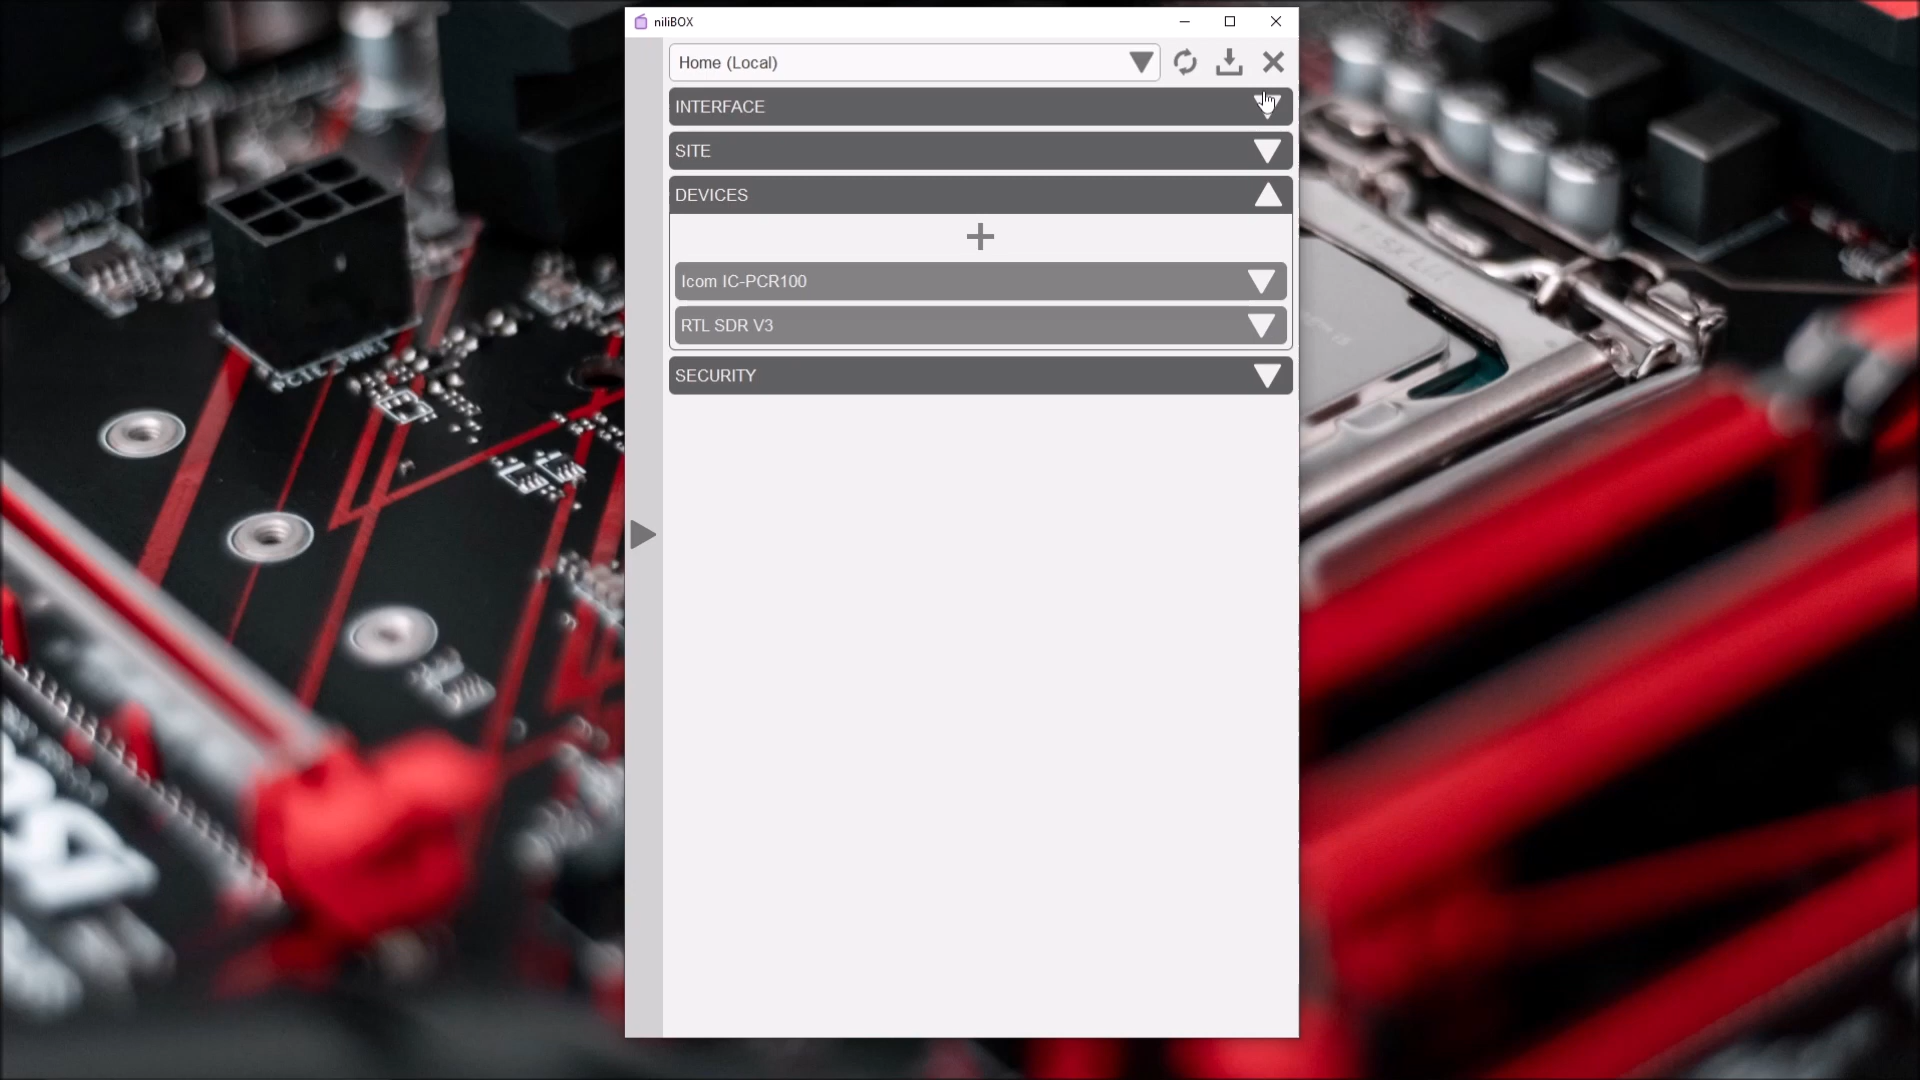 niliBOX
Home (Local)
INTERFACE
SITE
DEVICES
Icom IC-PCR100
RTL SDR V3
SECURITY